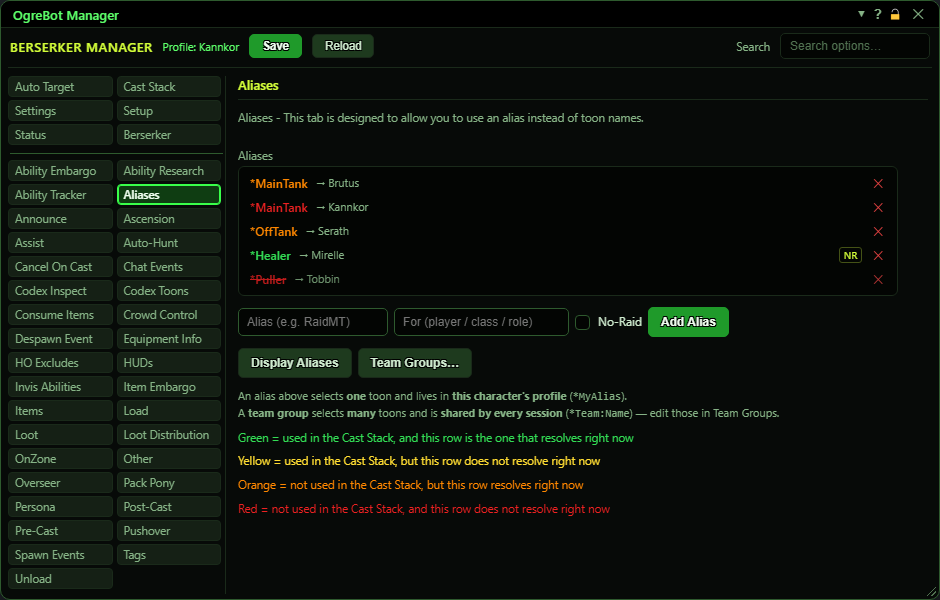 OgreBot Manager
▼ ? 
BERSERKER MANAGER Profile: Kannkor Save Reload Search Search options...
Auto Target Cast Stack
Settings Setup
Status Berserker
Ability Embargo Ability Research
Ability Tracker Aliases
Announce Ascension
Assist Auto-Hunt
Cancel On Cast Chat Events
Codex Inspect Codex Toons
Consume Items Crowd Control
Despawn Event Equipment Info
HO Excludes HUDs
Invis Abilities Item Embargo
Items Load
Loot Loot Distribution
OnZone Other
Overseer Pack Pony
Persona Post-Cast
Pre-Cast Pushover
Spawn Events Tags
Unload
Aliases
Aliases - This tab is designed to allow you to use an alias instead of toon names.
Aliases
*MainTank → Brutus
*MainTank → Kannkor
*OffTank → Serath
*Healer → Mirelle NR
*Puller → Tobbin
Alias (e.g. RaidMT) For (player / class / role) No-Raid Add Alias
Display Aliases Team Groups...
An alias above selects one toon and lives in this character's profile (*MyAlias).
A team group selects many toons and is shared by every session (*Team:Name) — edit those in Team Groups.
Green = used in the Cast Stack, and this row is the one that resolves right now
Yellow = used in the Cast Stack, but this row does not resolve right now
Orange = not used in the Cast Stack, but this row resolves right now
Red = not used in the Cast Stack, and this row does not resolve right now